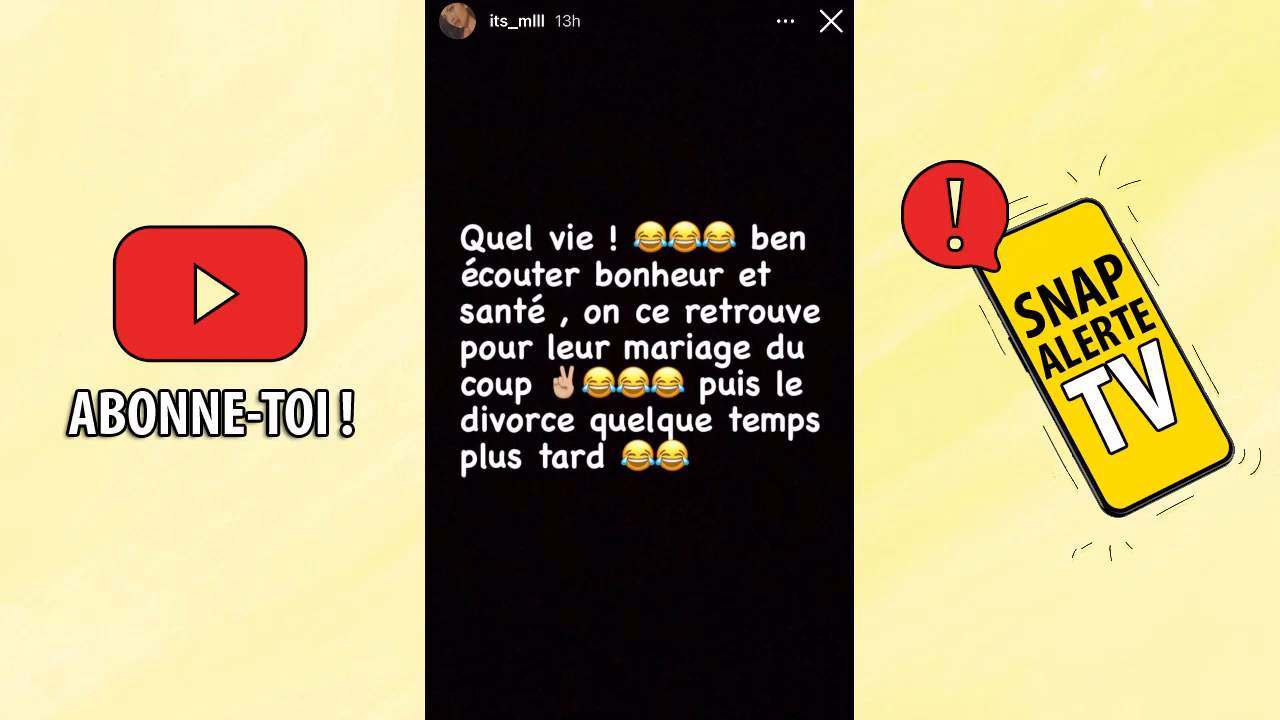 its_mlll 13h
Quel vie ! 😂😂😂 ben
écouter bonheur et
santé , on ce retrouve
pour leur mariage du
coup ✌🏼😂😂😂 puis le
divorce quelque temps
plus tard 😂😂
ABONNE-TOI !
!
SNAP
ALERTE
TV